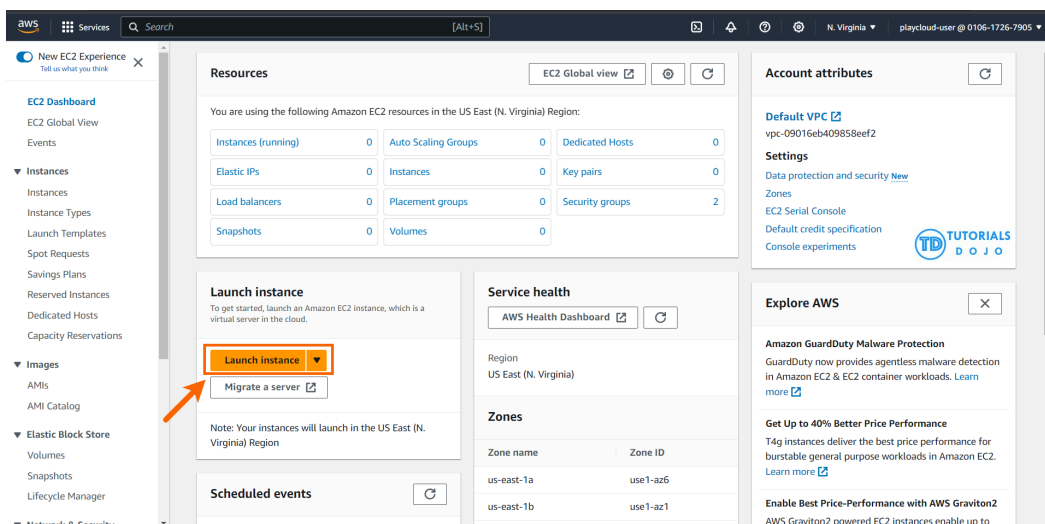 aws
Services
Search
[Alt+S]
N. Virginia ▼
playcloud-user @ 0106-1726-7905 ▼
New EC2 Experience
Tell us what you think
EC2 Dashboard
EC2 Global View
Events
▼ Instances
Instances
Instance Types
Launch Templates
Spot Requests
Savings Plans
Reserved Instances
Dedicated Hosts
Capacity Reservations
▼ Images
AMIs
AMI Catalog
▼ Elastic Block Store
Volumes
Snapshots
Lifecycle Manager
▼ Network & Security
Resources
EC2 Global view
You are using the following Amazon EC2 resources in the US East (N. Virginia) Region:
Instances (running) 0
Auto Scaling Groups 0
Dedicated Hosts 0
Elastic IPs 0
Instances 0
Key pairs 0
Load balancers 0
Placement groups 0
Security groups 2
Snapshots 0
Volumes 0
Launch instance
To get started, launch an Amazon EC2 instance, which is a
virtual server in the cloud.
Launch instance ▼
Migrate a server
Note: Your instances will launch in the US East (N.
Virginia) Region
Scheduled events
Service health
AWS Health Dashboard
Region
US East (N. Virginia)
Zones
Zone name Zone ID
us-east-1a use1-az6
us-east-1b use1-az1
Account attributes
Default VPC
vpc-09016eb409858eef2
Settings
Data protection and security New
Zones
EC2 Serial Console
Default credit specification
Console experiments
TD TUTORIALS
DOJO
Explore AWS
Amazon GuardDuty Malware Protection
GuardDuty now provides agentless malware detection
in Amazon EC2 & EC2 container workloads. Learn
more
Get Up to 40% Better Price Performance
T4g instances deliver the best price performance for
burstable general purpose workloads in Amazon EC2.
Learn more
Enable Best Price-Performance with AWS Graviton2
AWS Graviton2 powered EC2 instances enable up to